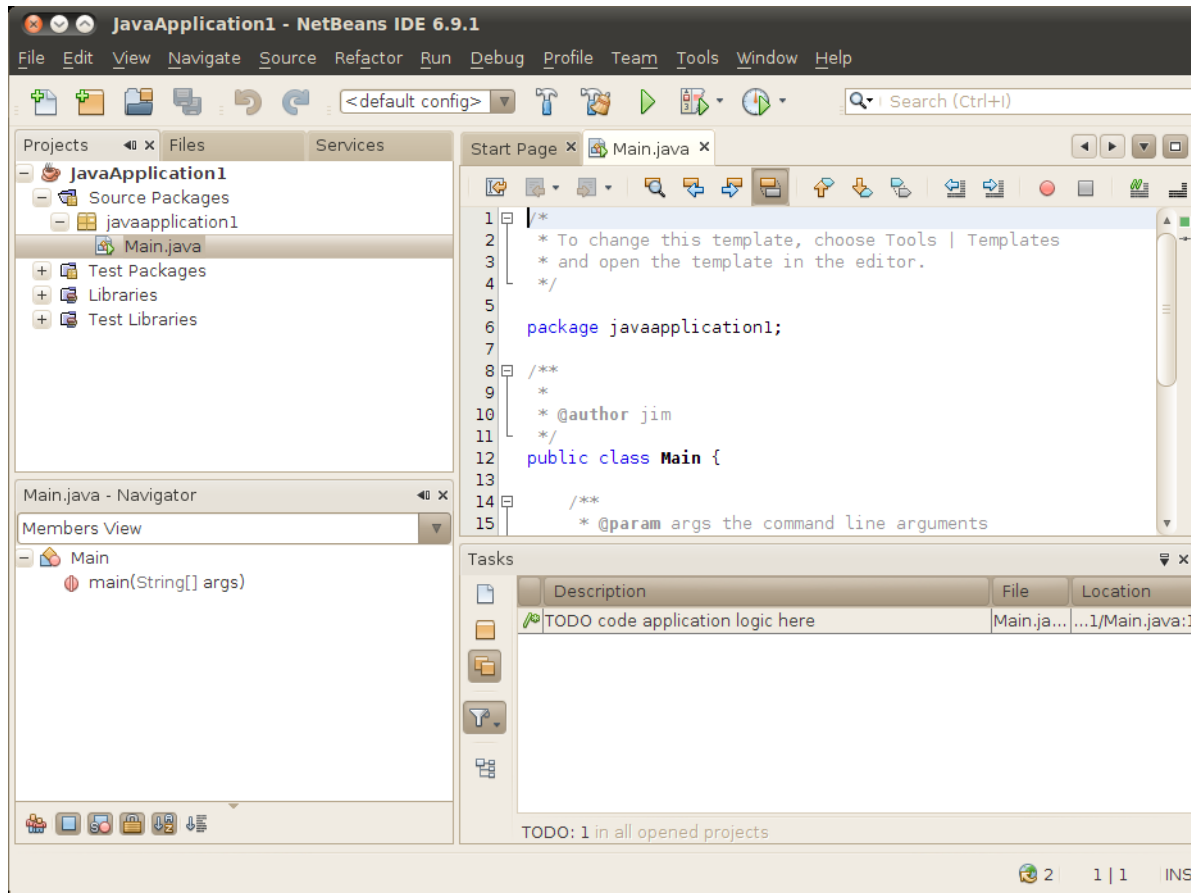 JavaApplication1 - NetBeans IDE 6.9.1
File Edit View Navigate Source Refactor Run Debug Profile Team Tools Window Help
<default config> Search (Ctrl+I)
Projects Files Services
JavaApplication1
Source Packages
javaapplication1
Main.java
Test Packages
Libraries
Test Libraries
Main.java - Navigator
Members View
Main
main(String[] args)
Start Page Main.java
1 /*
2 * To change this template, choose Tools | Templates
3 * and open the template in the editor.
4 */
5
6 package javaapplication1;
7
8 /**
9 *
10 * @author jim
11 */
12 public class Main {
13
14 /**
15 * @param args the command line arguments
Tasks
Description File Location
TODO code application logic here Main.ja... ...1/Main.java:1
TODO: 1 in all opened projects
2 1 | 1 INS